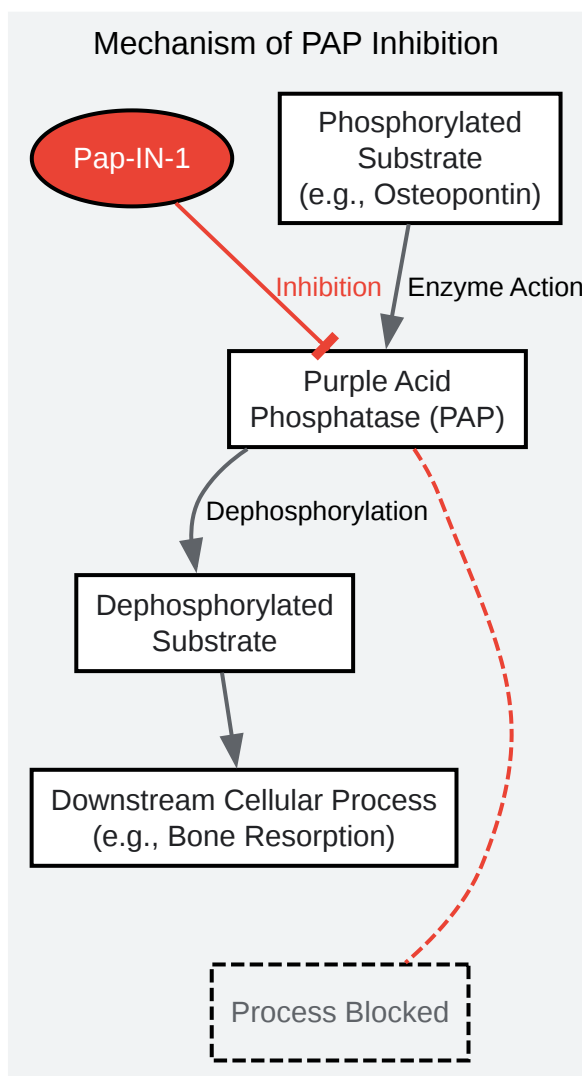 Mechanism of PAP Inhibition
Pap-IN-1
Phosphorylated
Substrate
(e.g., Osteopontin)
Inhibition
Enzyme Action
Purple Acid
Phosphatase (PAP)
Dephosphorylation
Dephosphorylated
Substrate
Downstream Cellular Process
(e.g., Bone Resorption)
Process Blocked